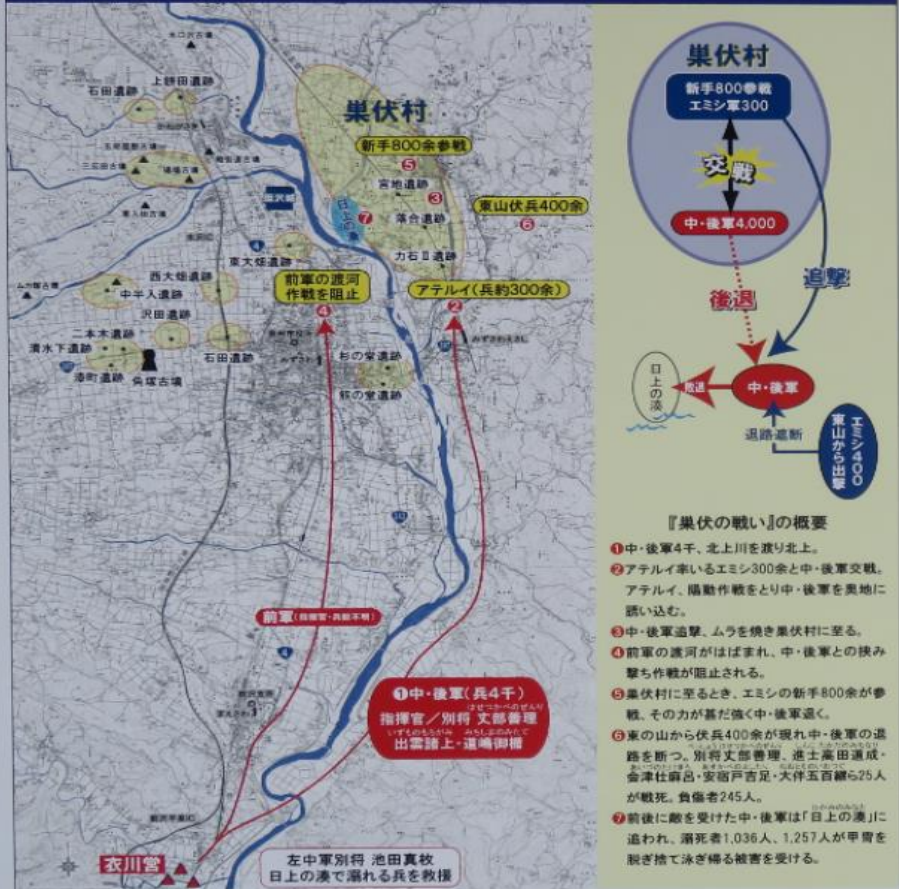 上餅田遺跡
石田遺跡
巣伏村
新手800余参戦
⑤
宮地遺跡
③
東山伏兵400余
⑥
落合遺跡
日上の湊
⑦
力石Ⅱ遺跡
東大畑遺跡
前軍の渡河
作戦を阻止
④
アテルイ(兵約300余)
②
西大畑遺跡
中半入遺跡
沢田遺跡
二本木遺跡
清水下遺跡
石田遺跡
角塚古墳
杉の堂遺跡
前軍
①中・後軍(兵4千)
指揮官/別将 丈部善理
出雲諸上・道嶋御楯
衣川営
左中軍別将 池田真枚
日上の湊で溺れる兵を救援
巣伏村
新手800参戦
エミシ軍300
交戦
中・後軍4,000
後退
追撃
日上の湊
敗退
中・後軍
退路遮断
エミシ400
東山から出撃
『巣伏の戦い』の概要
①中・後軍4千、北上川を渡り北上。
②アテルイ率いるエミシ300余と中・後軍交戦。
アテルイ、陽動作戦をとり中・後軍を奥地に
誘い込む。
③中・後軍追撃、ムラを焼き巣伏村に至る。
④前軍の渡河がはばまれ、中・後軍との挟み
撃ち作戦が阻止される。
⑤巣伏村に至るとき、エミシの新手800余が参
戦、その力が甚だ強く中・後軍退く。
⑥東の山から伏兵400余が現れ中・後軍の退
路を断つ。別将丈部善理、進士高田道成・
会津壮麻呂・安宿戸吉足・大伴五百継ら25人
が戦死。負傷者245人。
⑦前後に敵を受けた中・後軍は「日上の湊」に
追われ、溺死者1,036人、1,257人が甲冑を
脱ぎ捨て泳ぎ帰る被害を受ける。